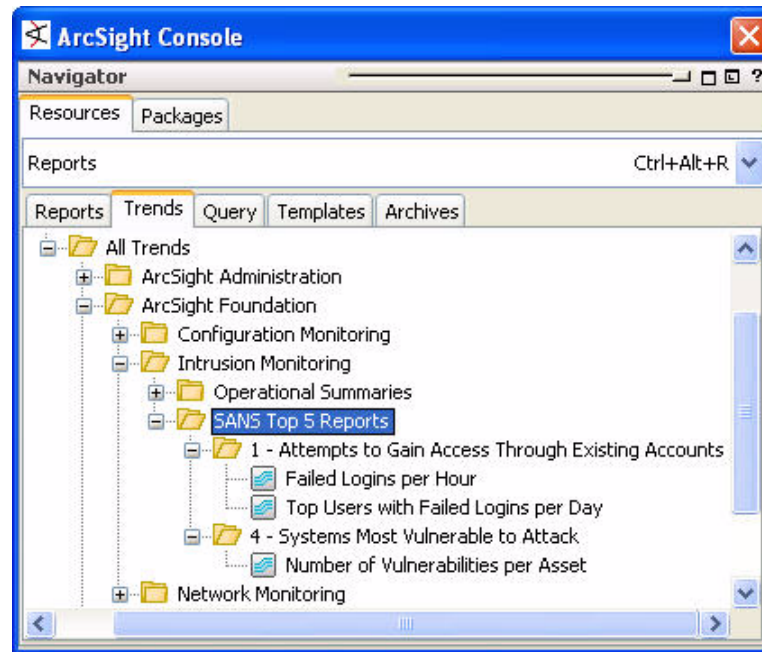 ArcSight Console
Navigator ?
Resources Packages
Reports Ctrl+Alt+R
Reports Trends Query Templates Archives
All Trends
ArcSight Administration
ArcSight Foundation
Configuration Monitoring
Intrusion Monitoring
Operational Summaries
SANS Top 5 Reports
1 - Attempts to Gain Access Through Existing Accounts
Failed Logins per Hour
Top Users with Failed Logins per Day
4 - Systems Most Vulnerable to Attack
Number of Vulnerabilities per Asset
Network Monitoring